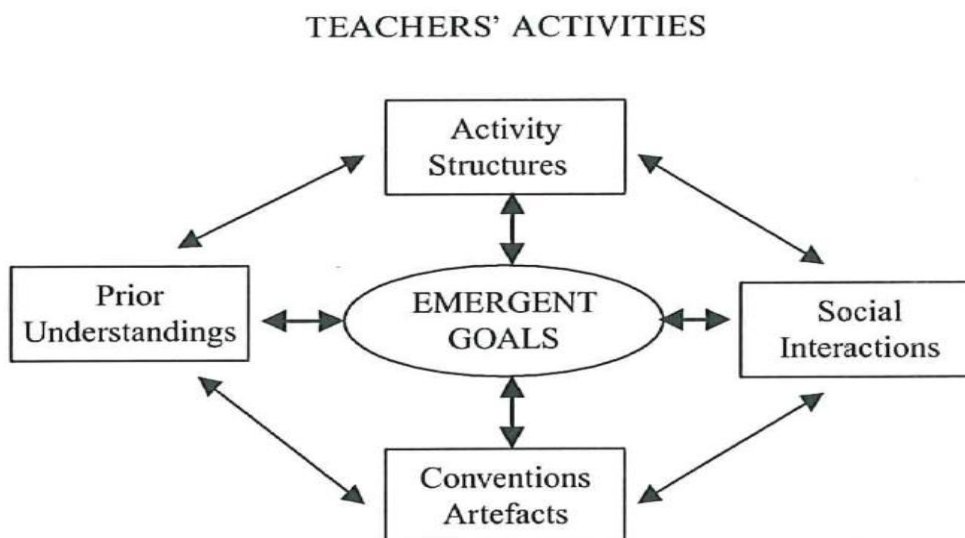 TEACHERS' ACTIVITIES
Activity
Structures
Prior
Understandings
EMERGENT
GOALS
Social
Interactions
Conventions
Artefacts